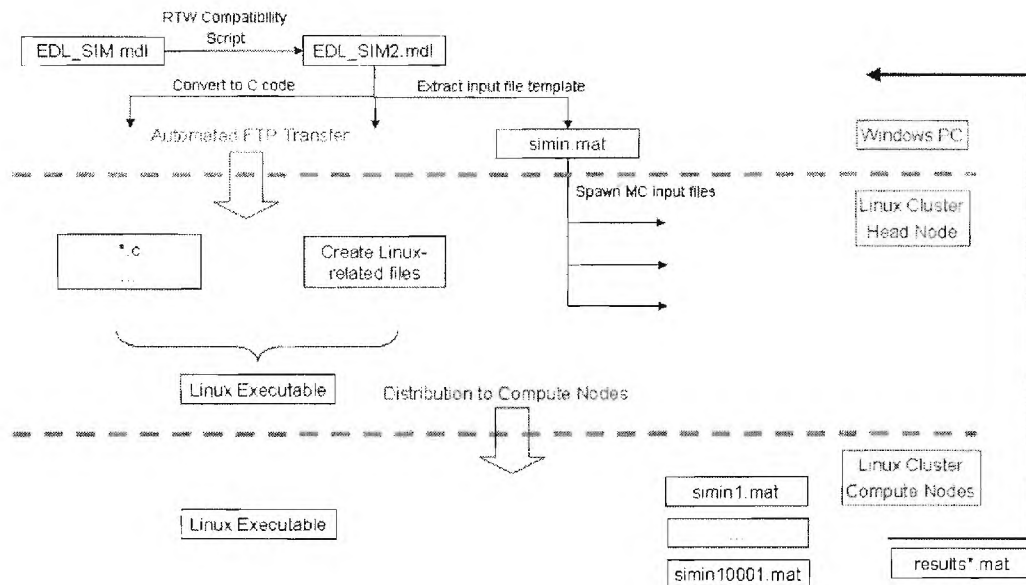 RTW Compatibility
Script
EDL_SIM.mdl
EDL_SIM2.mdl
Convert to C code
Extract input file template
Automated FTP Transfer
simin.mat
Windows PC
Spawn MC input files
Linux Cluster
Head Node
*.c
...
Create Linux-
related files
Linux Executable
Distribution to Compute Nodes
Linux Cluster
Compute Nodes
simin1.mat
Linux Executable
...
simin10001.mat
results*.mat